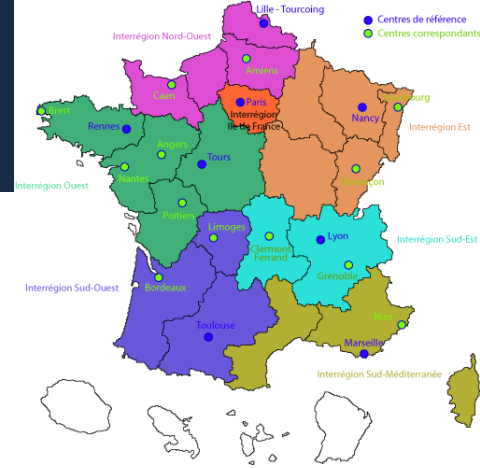 Lille - Tourcoing
Centres de référence
Centres correspondants
Interrégion Nord-Ouest
Amiens
Caen
Paris
Interrégion
Ile de France
Nancy
Interrégion Est
Brest
Rennes
Angers
Tours
Nantes
Interrégion Ouest
Poitiers
Limoges
Clermont
Ferrand
Lyon
Interrégion Sud-Est
Grenoble
Interrégion Sud-Ouest
Bordeaux
Toulouse
Nice
Marseille
Interrégion Sud-Méditerranée